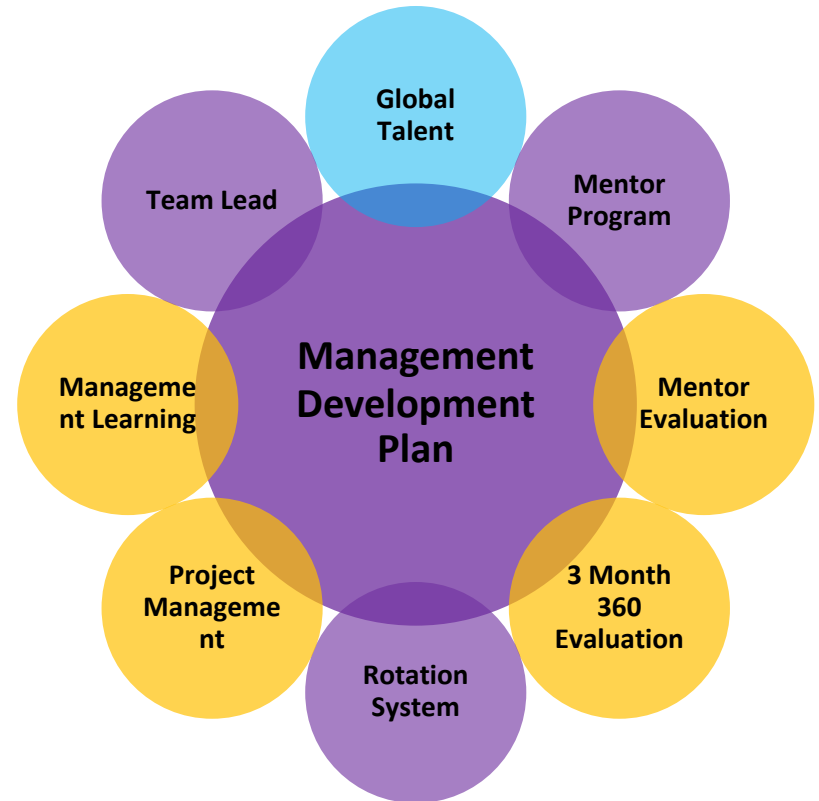 Global
Talent
Mentor
Program
Mentor
Evaluation
3 Month
360
Evaluation
Rotation
System
Project
Manageme
nt
Manageme
nt Learning
Team Lead
Management
Development
Plan